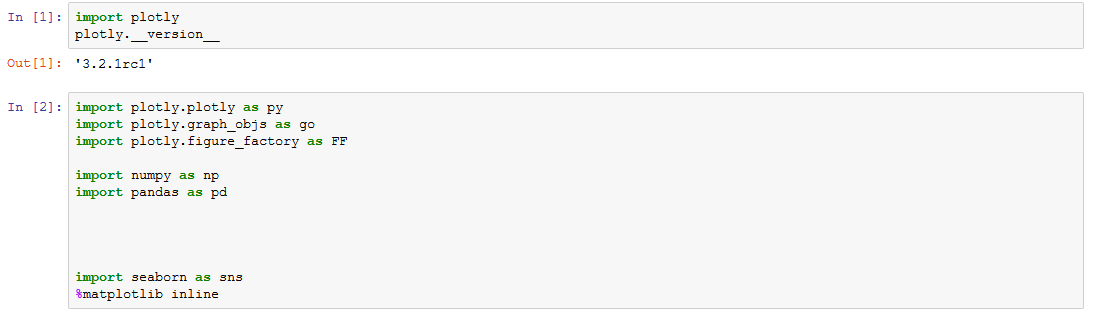 In [1]: import plotly
plotly.__version__
Out[1]: '3.2.1rc1'
In [2]: import plotly.plotly as py
import plotly.graph_objs as go
import plotly.figure_factory as FF
import numpy as np
import pandas as pd
import seaborn as sns
%matplotlib inline